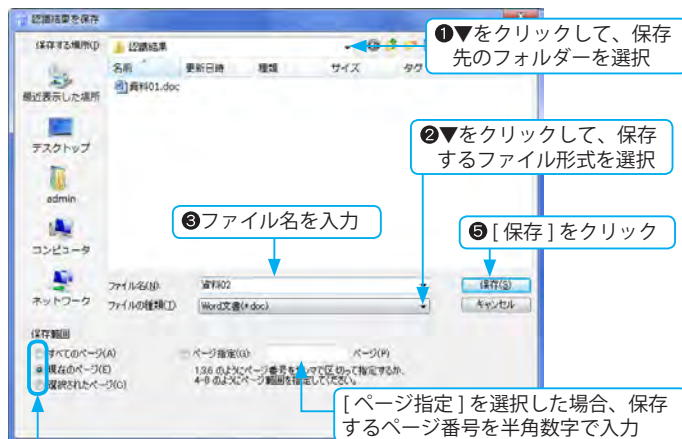 認識結果を保存
保存する場所(I):
認識結果
❶▼をクリックして、保存
先のフォルダーを選択
名前 更新日時 種類 サイズ タグ
資料01.doc
最近表示した場所
デスクトップ
admin
コンピュータ
ネットワーク
❷▼をクリックして、保存
するファイル形式を選択
❸ファイル名を入力
❺[保存]をクリック
ファイル名(N): 資料02 保存(S)
ファイルの種類(T): Word文書(*.doc) キャンセル
保存範囲
すべてのページ(A) ページ指定(G): ページ(P)
現在のページ(E) 1,3,6 のようにページ番号をカンマで区切って指定するか、
選択されたページ(C) 4-8 のようにページ範囲を指定してください。
[ページ指定]を選択した場合、保存
するページ番号を半角数字で入力